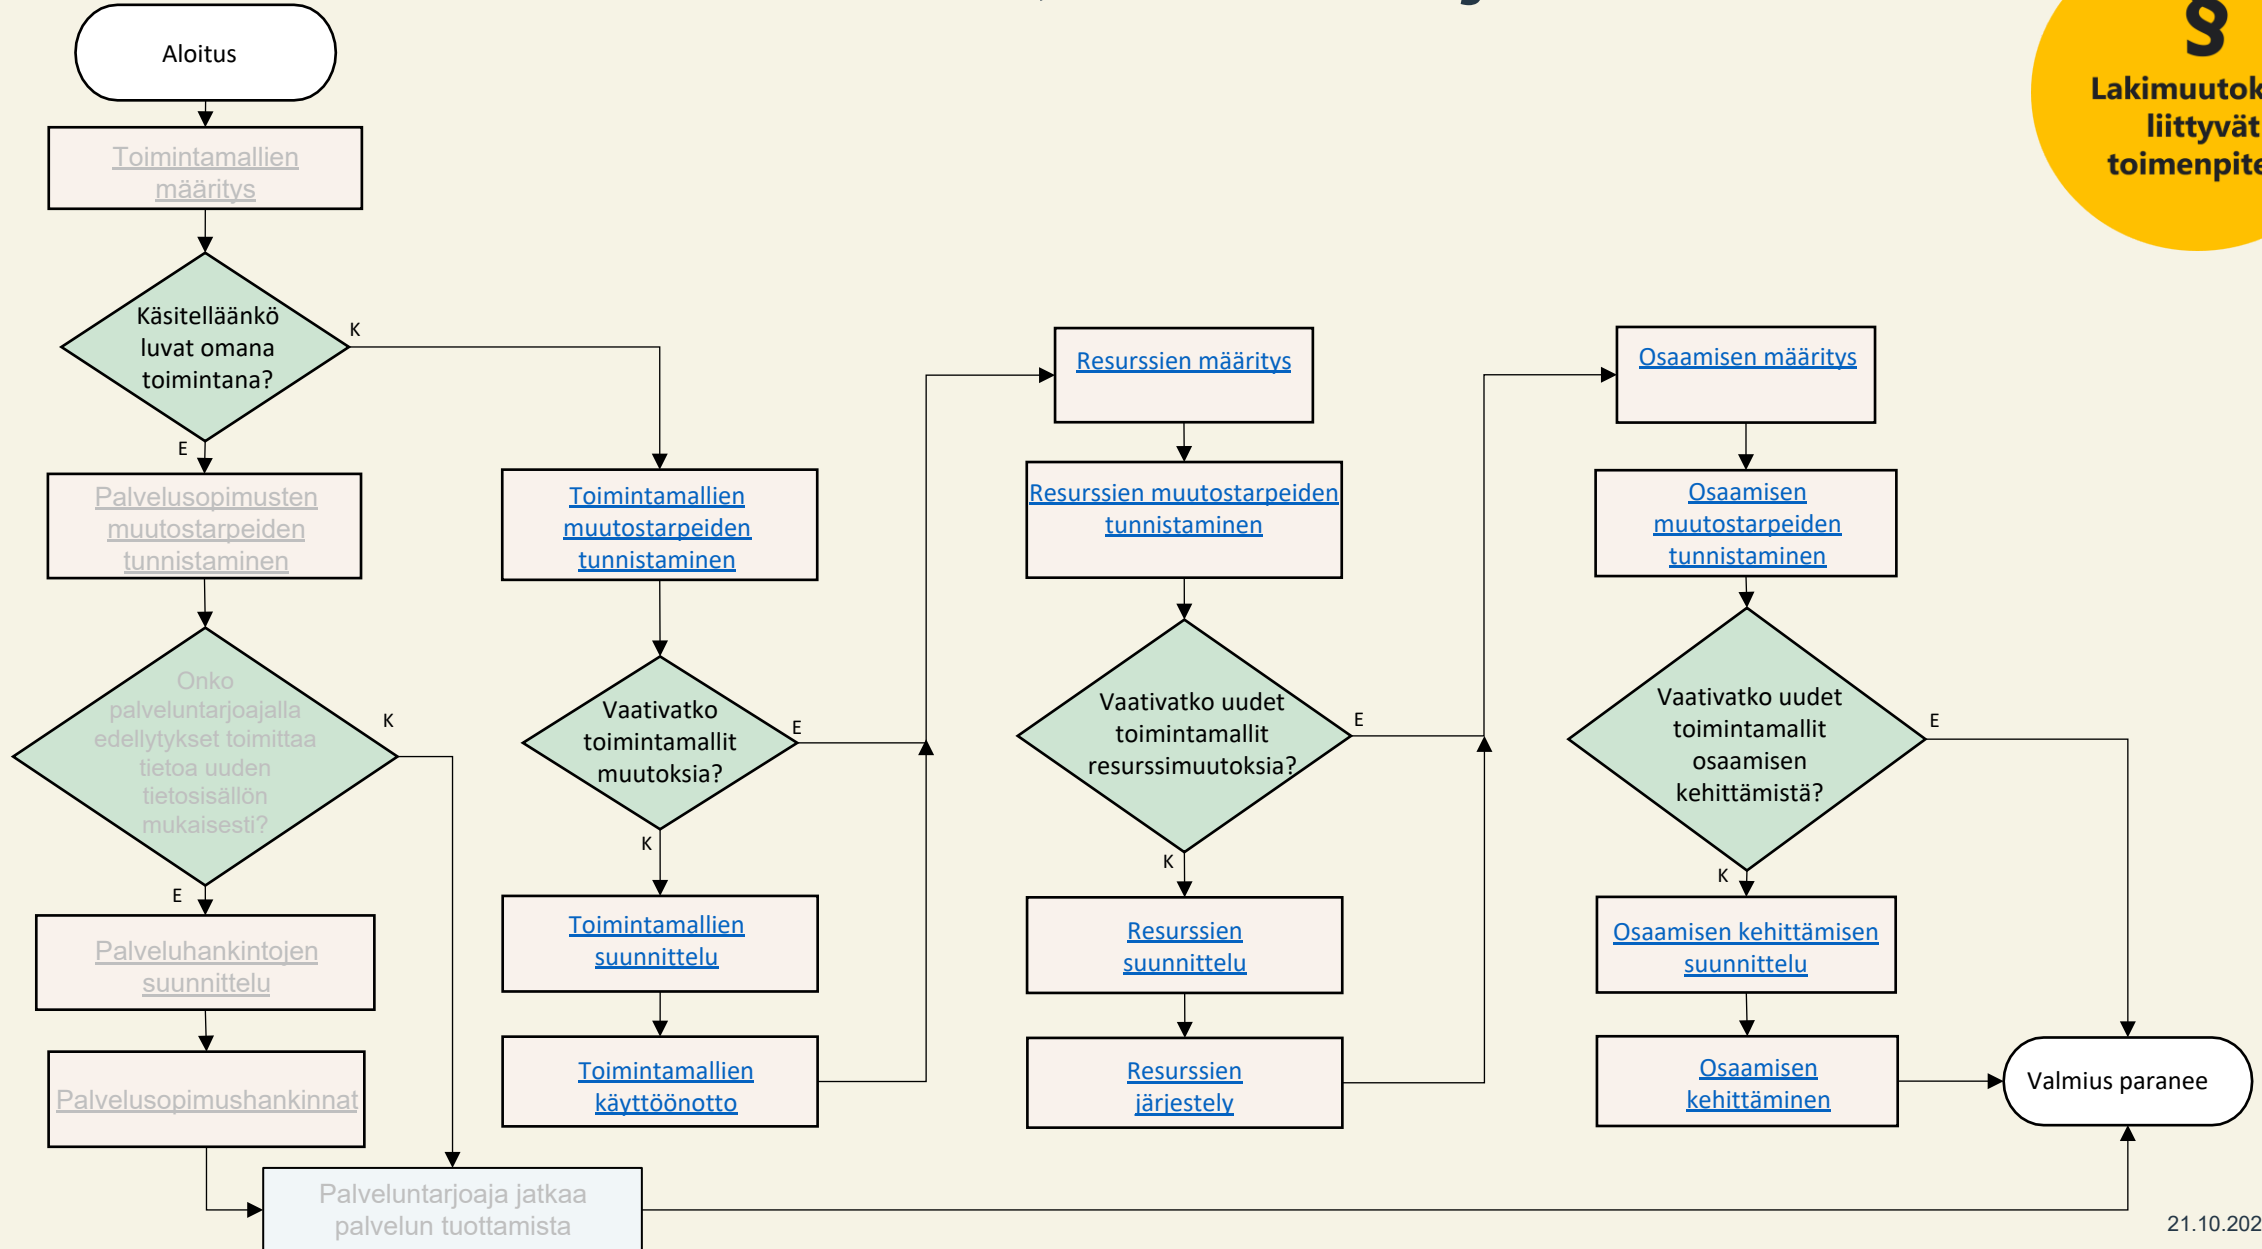 Aloitus
§
Lakimuutok
liittyvät
toimenpite
Toimintamallien
määritys
Käsitelläänkö
luvat omana
toimintana?
K
E
Palvelusopimusten
muutostarpeiden
tunnistaminen
Onko
palveluntarjoajalla
edellytykset toimittaa
tietoa uuden
tietosisällön
mukaisesti?
K
E
Palveluhankintojen
suunnittelu
Palvelusopimushankinnat
Palveluntarjoaja jatkaa
palvelun tuottamista
Toimintamallien
muutostarpeiden
tunnistaminen
Vaativatko
toimintamallit
muutoksia?
E
K
Toimintamallien
suunnittelu
Toimintamallien
käyttöönotto
Resurssien määritys
Resurssien muutostarpeiden
tunnistaminen
Vaativatko uudet
toimintamallit
resurssimuutoksia?
E
K
Resurssien
suunnittelu
Resurssien
järjestely
Osaamisen määritys
Osaamisen
muutostarpeiden
tunnistaminen
Vaativatko uudet
toimintamallit
osaamisen
kehittämistä?
E
K
Osaamisen kehittämisen
suunnittelu
Osaamisen
kehittäminen
Valmius paranee
21.10.202